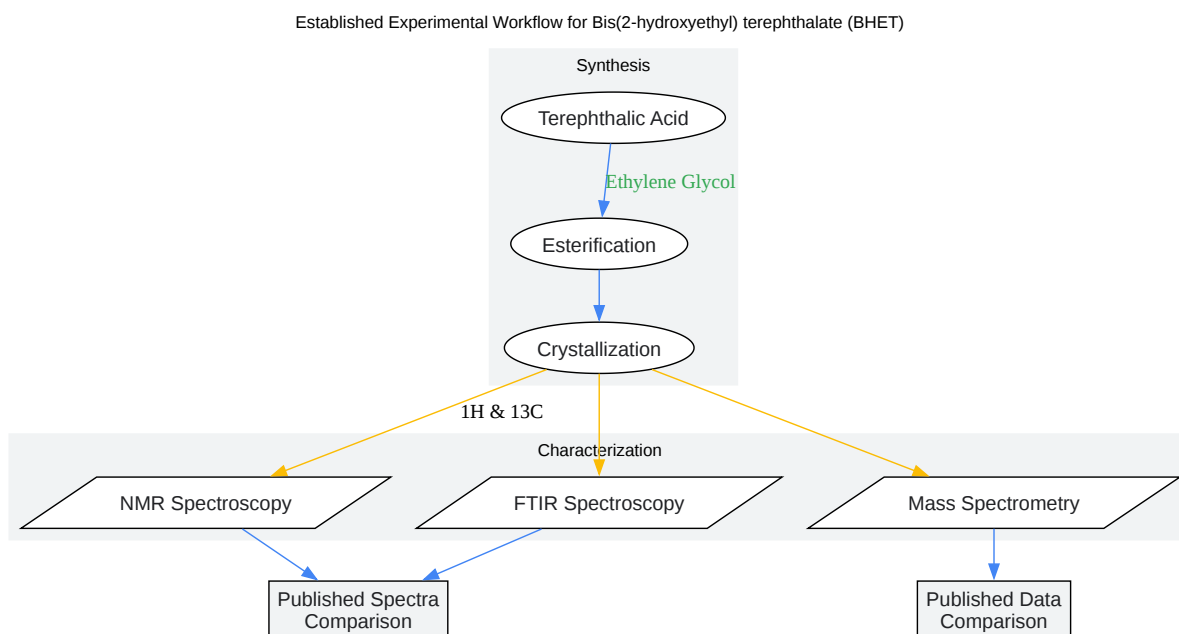 Established Experimental Workflow for Bis(2-hydroxyethyl) terephthalate (BHET)
Synthesis
Terephthalic Acid
Ethylene Glycol
Esterification
Crystallization
1H & 13C
Characterization
NMR Spectroscopy
FTIR Spectroscopy
Mass Spectrometry
Published Spectra
Comparison
Published Data
Comparison